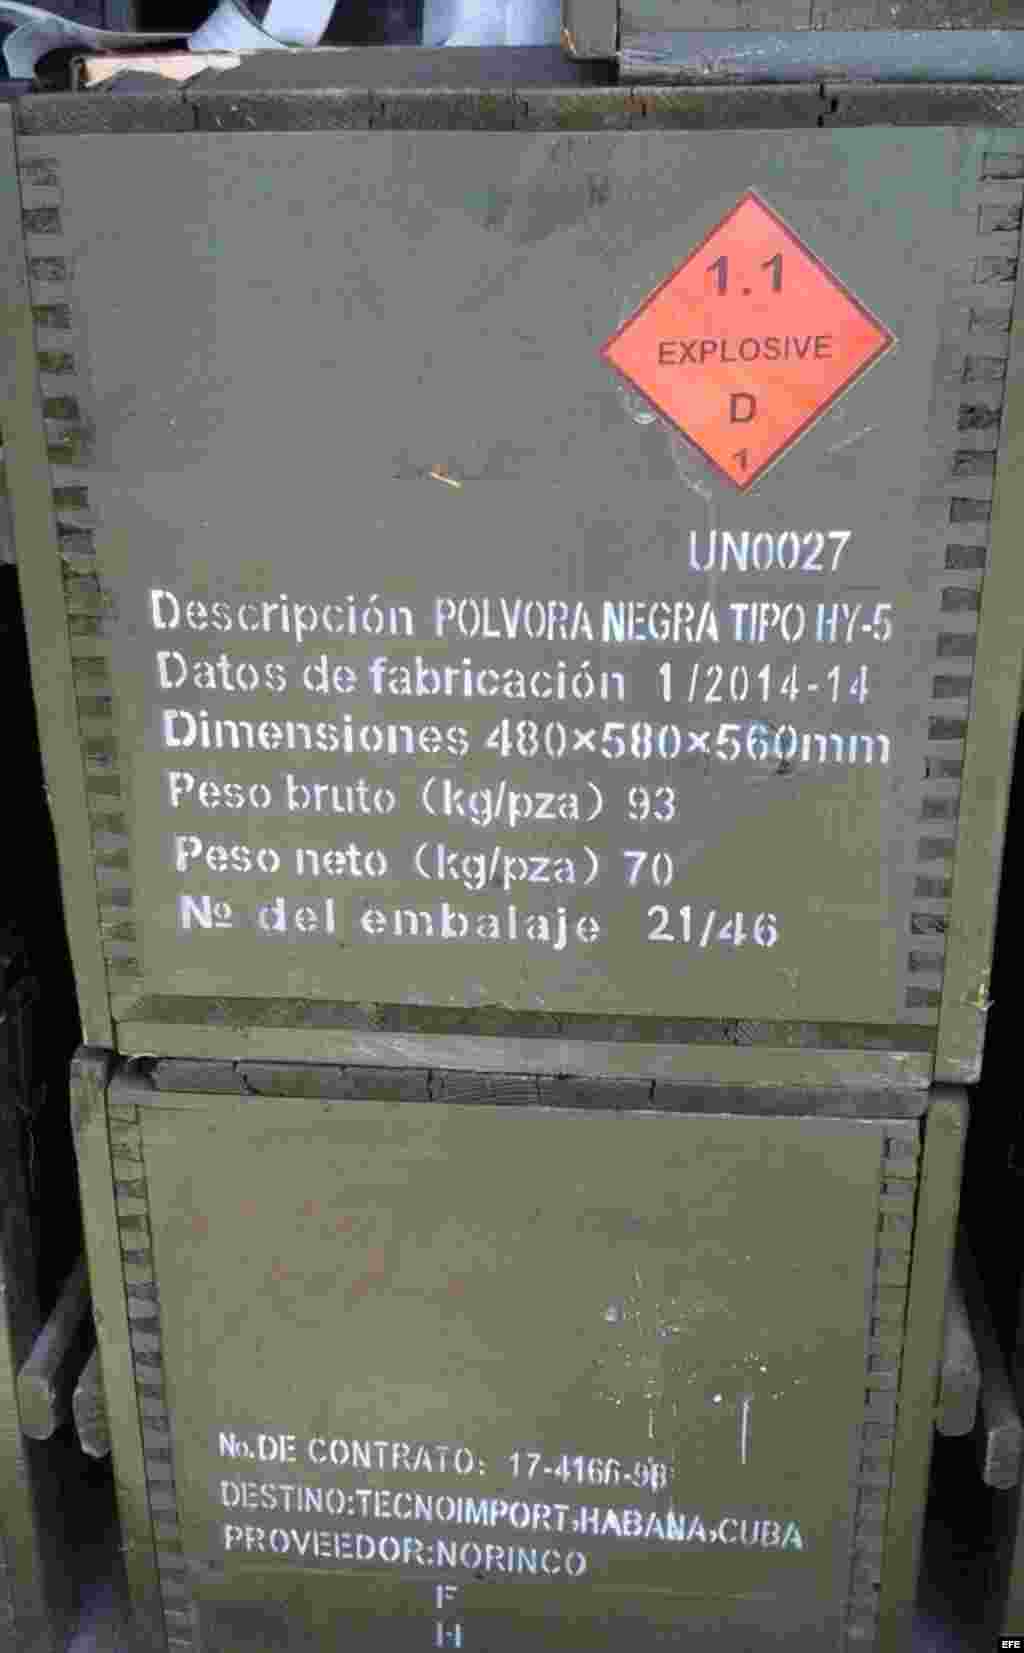 1.1
EXPLOSIVE
D
1
UN0027
Descripción POLVORA NEGRA TIPO HY-5
Datos de fabricación 1/2014-14
Dimensiones 480×580×560mm
Peso bruto (kg/pza) 93
Peso neto (kg/pza) 70
Nº del embalaje 21/46
No.DE CONTRATO: 17-4166-9B
DESTINO:TECNOIMPORT,HABANA,CUBA
PROVEEDOR:NORINCO
F
H
EFE